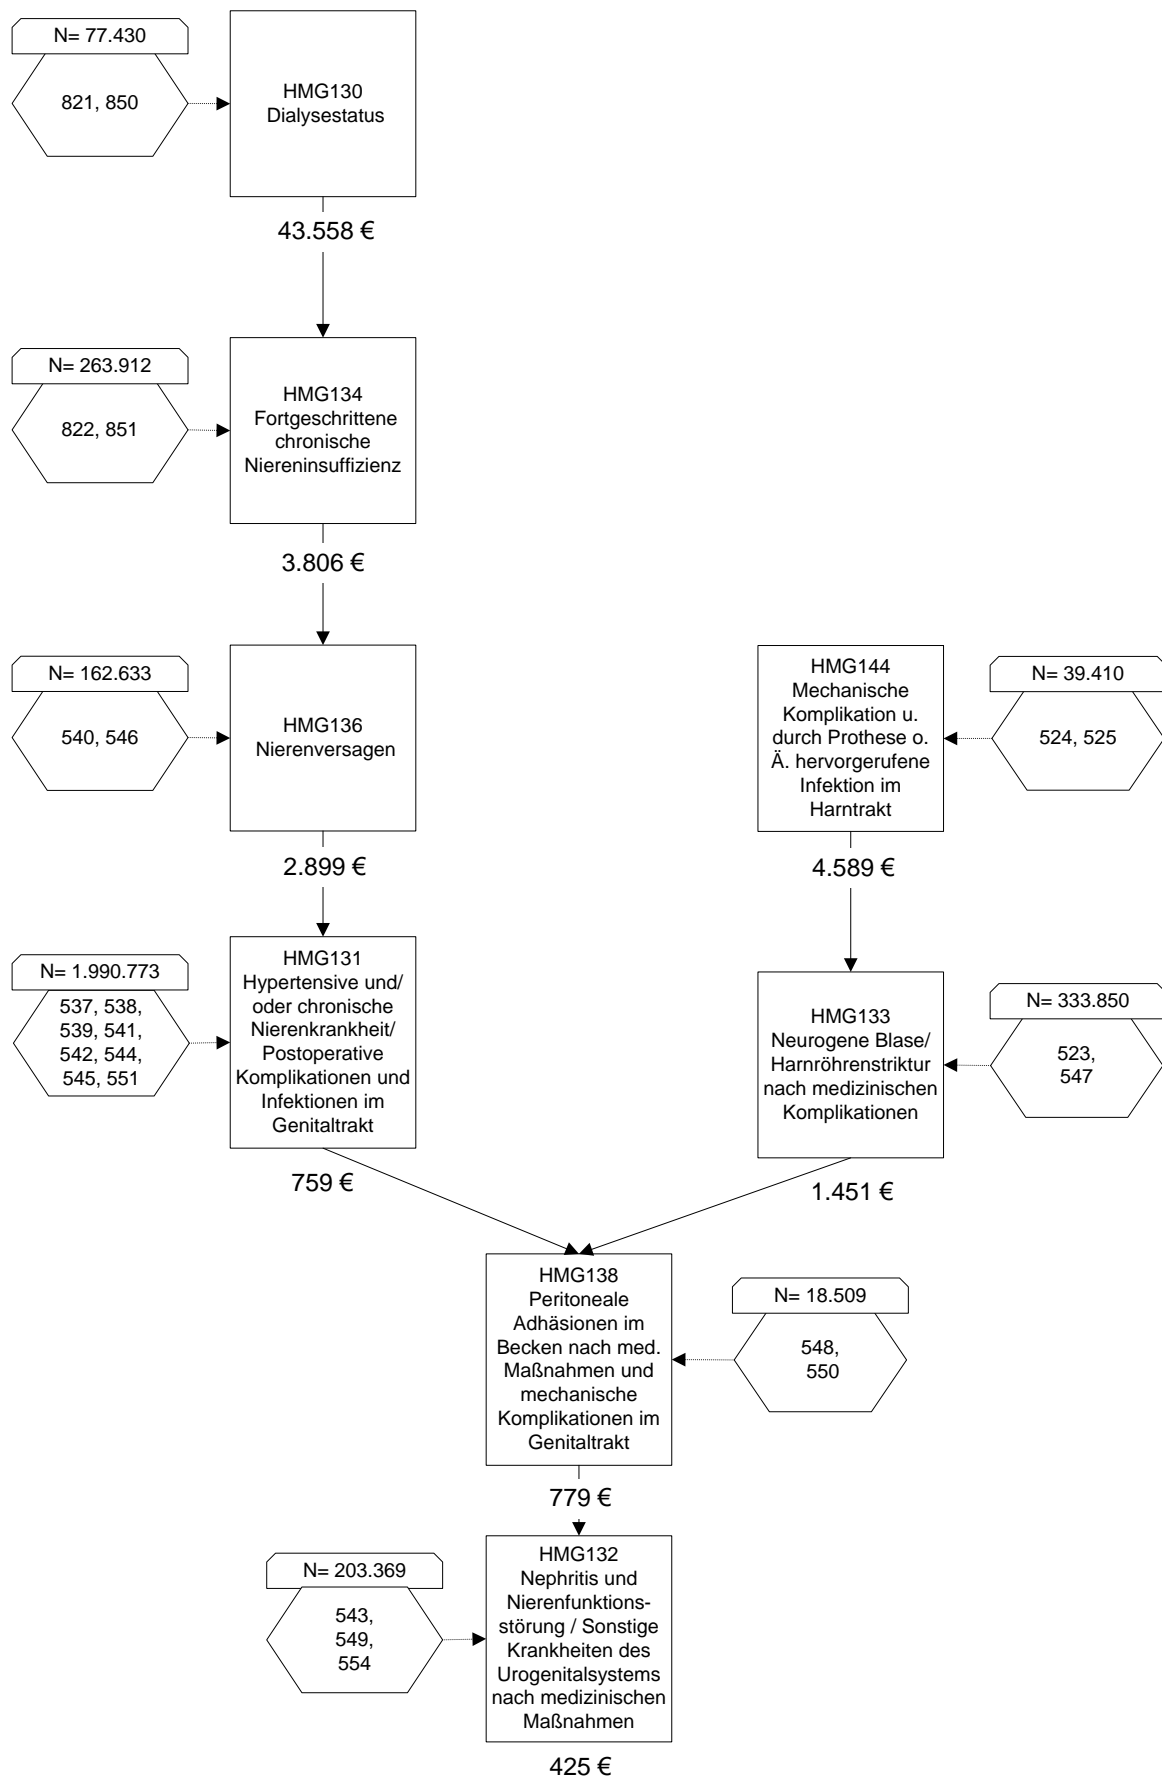 N= 77.430
821, 850
HMG130
Dialysestatus
43.558 €
N= 263.912
822, 851
HMG134
Fortgeschrittene
chronische
Niereninsuffizienz
3.806 €
N= 162.633
540, 546
HMG136
Nierenversagen
2.899 €
HMG144
Mechanische
Komplikation u.
durch Prothese o.
Ä. hervorgerufene
Infektion im
Harntrakt
N= 39.410
524, 525
4.589 €
N= 1.990.773
537, 538,
539, 541,
542, 544,
545, 551
HMG131
Hypertensive und/
oder chronische
Nierenkrankheit/
Postoperative
Komplikationen und
Infektionen im
Genitaltrakt
759 €
HMG133
Neurogene Blase/
Harnröhrenstriktur
nach medizinischen
Komplikationen
N= 333.850
523,
547
1.451 €
HMG138
Peritoneale
Adhäsionen im
Becken nach med.
Maßnahmen und
mechanische
Komplikationen im
Genitaltrakt
N= 18.509
548,
550
779 €
N= 203.369
543,
549,
554
HMG132
Nephritis und
Nierenfunktions-
störung / Sonstige
Krankheiten des
Urogenitalsystems
nach medizinischen
Maßnahmen
425 €